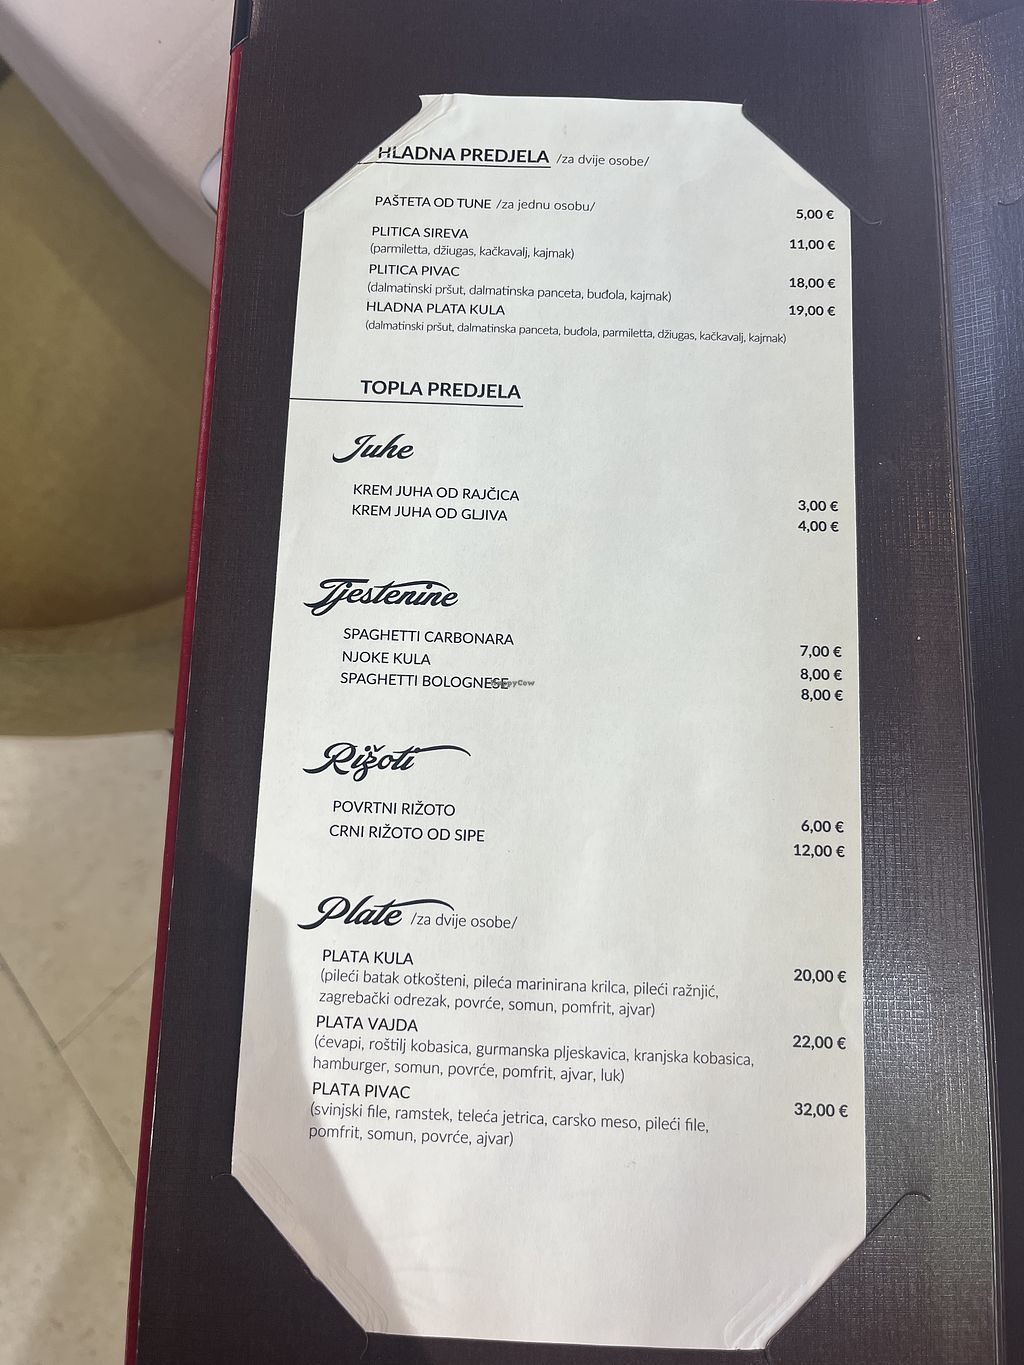 HLADNA PREDJELA /za dvije osobe/
PAŠTETA OD TUNE /za jednu osobu/ 5,00 €
PLITICA SIREVA 11,00 €
(parmiletta, džiugas, kačkavalj, kajmak)
PLITICA PIVAC 18,00 €
(dalmatinski pršut, dalmatinska panceta, buđola, kajmak)
HLADNA PLATA KULA 19,00 €
(dalmatinski pršut, dalmatinska panceta, buđola, parmiletta, džiugas, kačkavalj, kajmak)
TOPLA PREDJELA
Juhe
KREM JUHA OD RAJČICA 3,00 €
KREM JUHA OD GLJIVA 4,00 €
Tjestenine
SPAGHETTI CARBONARA 7,00 €
NJOKE KULA 8,00 €
SPAGHETTI BOLOGNESE 8,00 €
HappyCow
Rižoti
POVRTNI RIŽOTO 6,00 €
CRNI RIŽOTO OD SIPE 12,00 €
Plate /za dvije osobe/
PLATA KULA 20,00 €
(pileći batak otkošteni, pileća marinirana krilca, pileći ražnjić,
zagrebački odrezak, povrće, somun, pomfrit, ajvar)
PLATA VAJDA 22,00 €
(ćevapi, roštilj kobasica, gurmanska pljeskavica, kranjska kobasica,
hamburger, somun, povrće, pomfrit, ajvar, luk)
PLATA PIVAC 32,00 €
(svinjski file, ramstek, teleća jetrica, carsko meso, pileći file,
pomfrit, somun, povrće, ajvar)